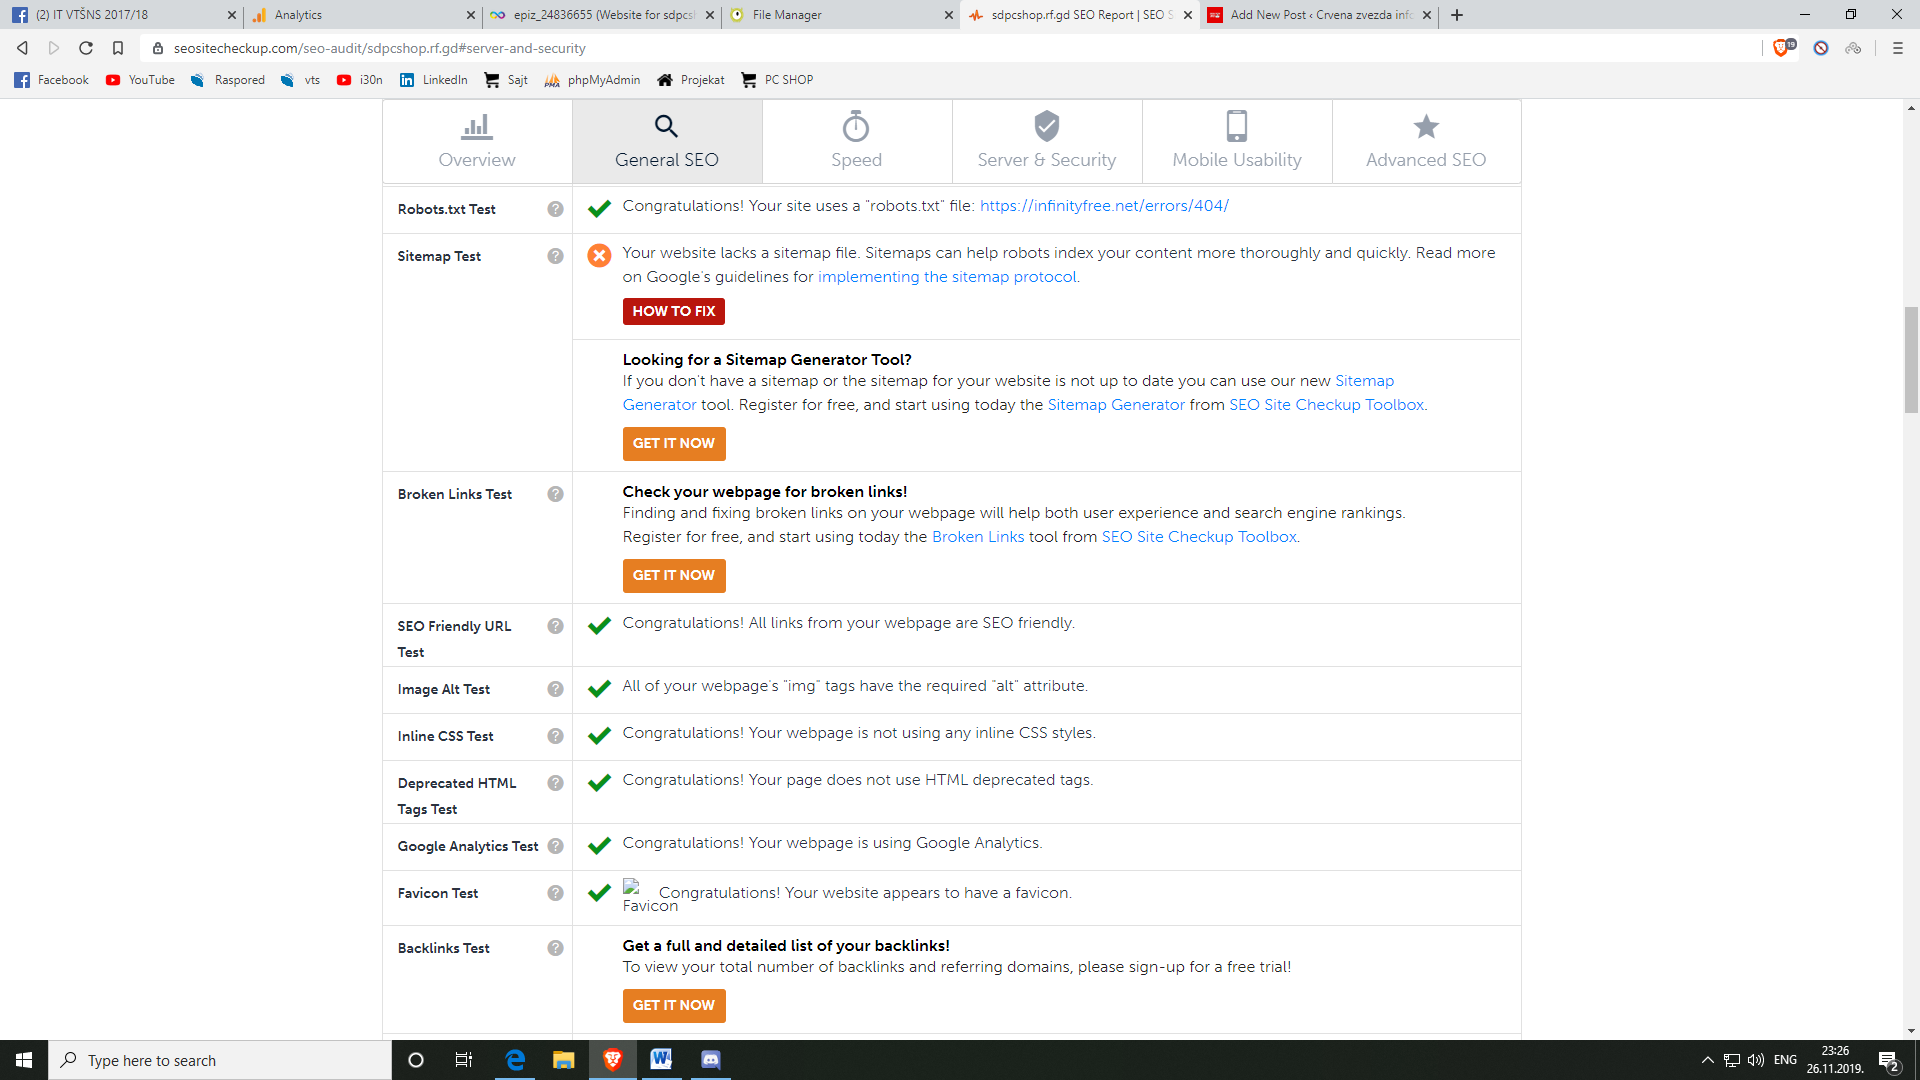 (2) IT VTŠNS 2017/18
Analytics
epiz_24836655 (Website for sdpcsl
File Manager
sdpcshop.rf.gd SEO Report | SEO S
Add New Post ‹ Crvena zvezda info
seositecheckup.com/seo-audit/sdpcshop.rf.gd#server-and-security
19
Facebook
YouTube
Raspored
vts
i30n
LinkedIn
Sajt
phpMyAdmin
Projekat
PC SHOP
Overview
General SEO
Speed
Server & Security
Mobile Usability
Advanced SEO
Robots.txt Test
?
Congratulations! Your site uses a "robots.txt" file: https://infinityfree.net/errors/404/
Sitemap Test
?
Your website lacks a sitemap file. Sitemaps can help robots index your content more thoroughly and quickly. Read more
on Google's guidelines for implementing the sitemap protocol.
HOW TO FIX
Looking for a Sitemap Generator Tool?
If you don't have a sitemap or the sitemap for your website is not up to date you can use our new Sitemap
Generator tool. Register for free, and start using today the Sitemap Generator from SEO Site Checkup Toolbox.
GET IT NOW
Broken Links Test
?
Check your webpage for broken links!
Finding and fixing broken links on your webpage will help both user experience and search engine rankings.
Register for free, and start using today the Broken Links tool from SEO Site Checkup Toolbox.
GET IT NOW
SEO Friendly URL
Test
?
Congratulations! All links from your webpage are SEO friendly.
Image Alt Test
?
All of your webpage's "img" tags have the required "alt" attribute.
Inline CSS Test
?
Congratulations! Your webpage is not using any inline CSS styles.
Deprecated HTML
Tags Test
?
Congratulations! Your page does not use HTML deprecated tags.
Google Analytics Test
?
Congratulations! Your webpage is using Google Analytics.
Favicon Test
?
Favicon
Congratulations! Your website appears to have a favicon.
Backlinks Test
?
Get a full and detailed list of your backlinks!
To view your total number of backlinks and referring domains, please sign-up for a free trial!
GET IT NOW
Type here to search
ENG
23:26
26.11.2019.
2